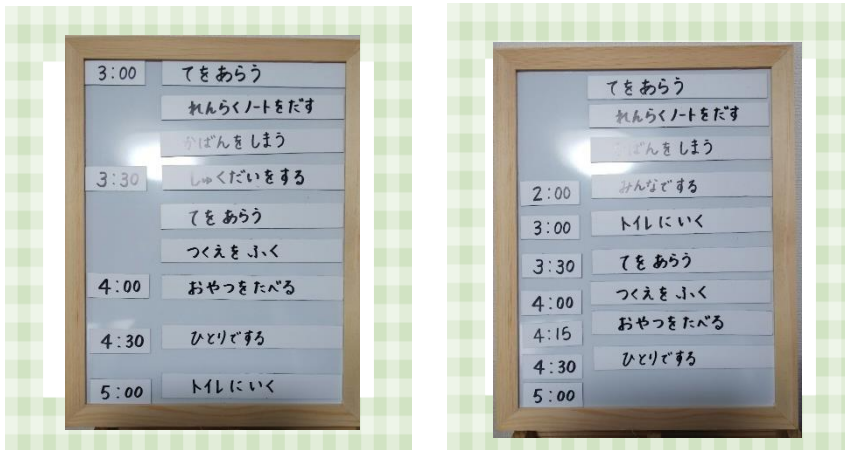 3:00 てをあらう
れんらくノートをだす
かばんをしまう
3:30 しゅくだいをする
てをあらう
つくえをふく
4:00 おやつをたべる
4:30 ひとりでする
5:00 トイレにいく
てをあらう
れんらくノートをだす
ばんをしまう
2:00 みんなでする
3:00 トイレにいく
3:30 てをあらう
4:00 つくえをふく
4:15 おやつをたべる
4:30 ひとりでする
5:00